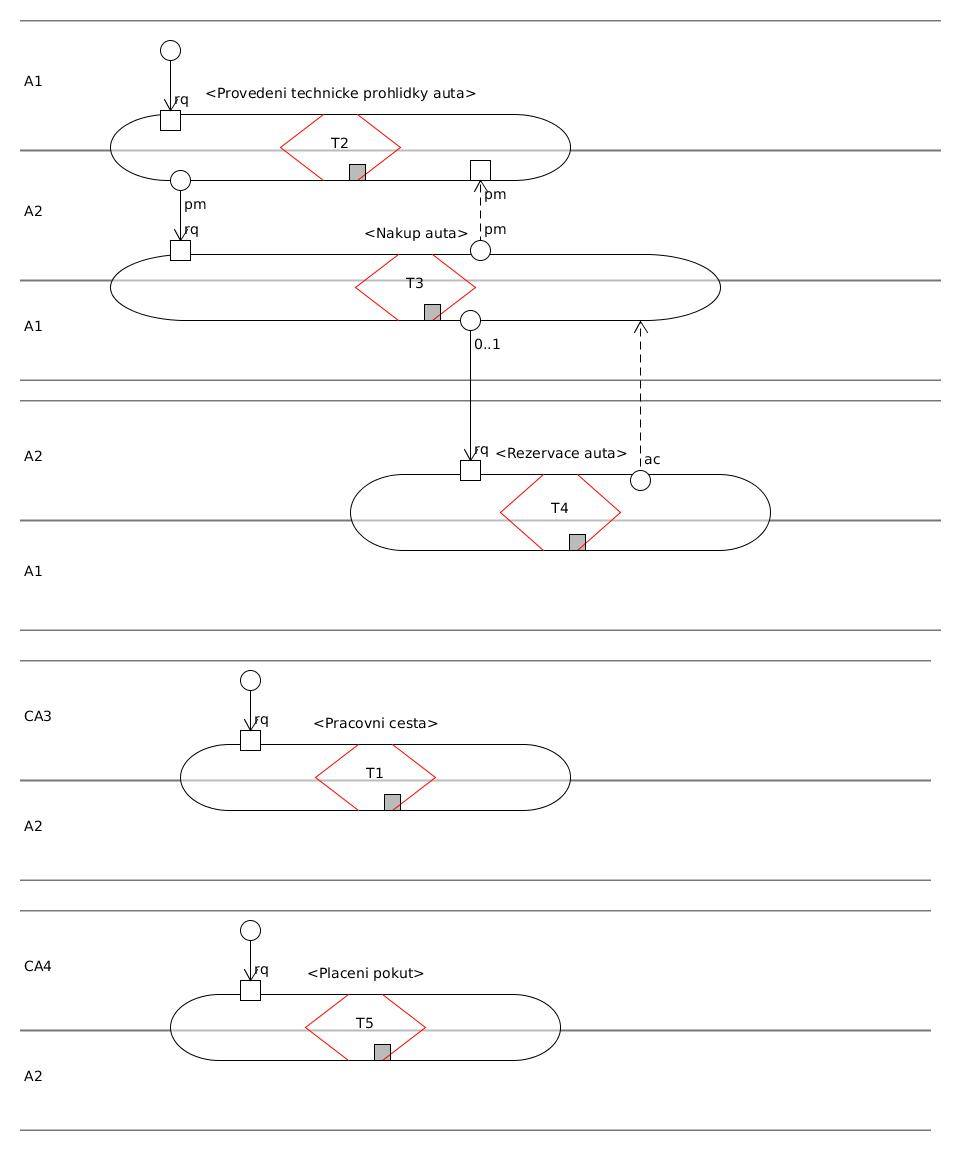 A1
rq
<Provedeni technicke prohlidky auta>
T2
pm
A2
pm
rq
pm
<Nakup auta>
T3
A1
0..1
A2
rq
<Rezervace auta>
ac
T4
A1
CA3
rq
<Pracovni cesta>
T1
A2
CA4
rq
<Placeni pokut>
T5
A2